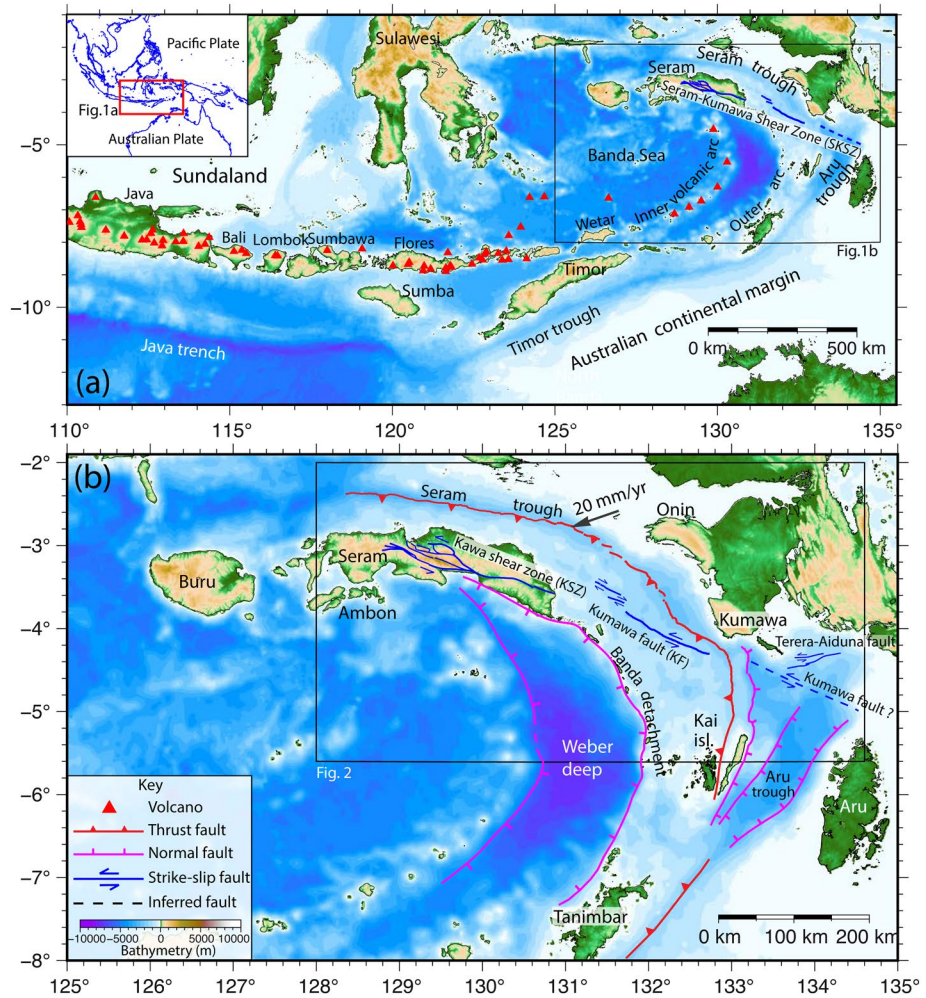 Pacific Plate
Fig.1a
Australian Plate
Sulawesi
Seram trough
Seram
Seram-Kumawa Shear Zone (SKSZ)
Banda Sea
Inner volcanic arc
Outer arc
Aru
trough
Sundaland
Java
Bali
Lombok
Sumbawa
Flores
Wetar
Fig.1b
Sumba
Timor
Timor trough
Australian continental margin
Java trench
0 km
500 km
(a)
−5°
−10°
110°
115°
120°
125°
130°
135°
(b)
−2°
−3°
−4°
−5°
−6°
−7°
−8°
Seram trough
20 mm/yr
Onin
Seram
Kawa shear zone (KSZ)
Buru
Ambon
Kumawa
Kumawa fault (KF)
Terera-Aiduna fault
Kumawa fault ?
Banda detachment
Kai
isl.
Weber
deep
Fig. 2
Aru
trough
Aru
Tanimbar
Key
Volcano
Thrust fault
Normal fault
Strike-slip fault
Inferred fault
−10000 −5000 0 5000 10000
Bathymetry (m)
0 km 100 km 200 km
125° 126° 127° 128° 129° 130° 131° 132° 133° 134° 135°